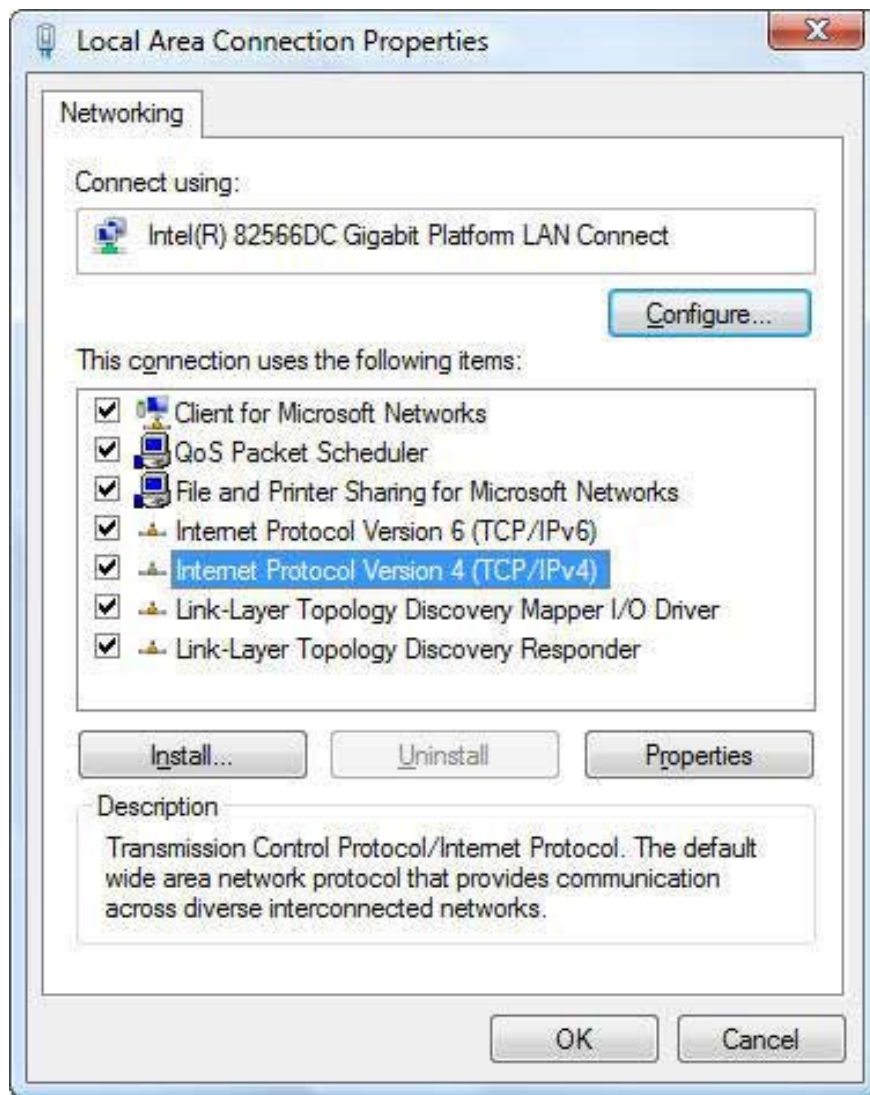 Local Area Connection Properties
Networking
Connect using:
Intel(R) 82566DC Gigabit Platform LAN Connect
Configure...
This connection uses the following items:
Client for Microsoft Networks
QoS Packet Scheduler
File and Printer Sharing for Microsoft Networks
Internet Protocol Version 6 (TCP/IPv6)
Internet Protocol Version 4 (TCP/IPv4)
Link-Layer Topology Discovery Mapper I/O Driver
Link-Layer Topology Discovery Responder
Install... Uninstall Properties
Description
Transmission Control Protocol/Internet Protocol. The default
wide area network protocol that provides communication
across diverse interconnected networks.
OK Cancel